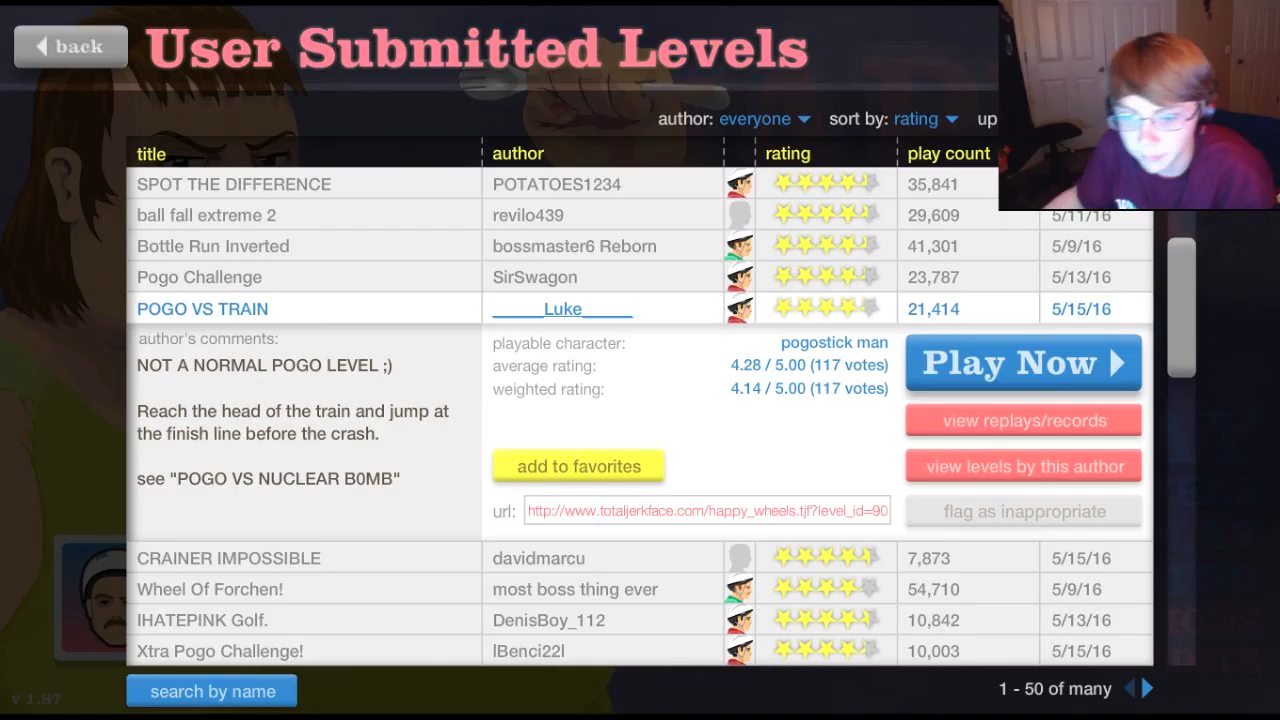 back
User Submitted Levels
author: everyone sort by: rating up
title author rating play count
SPOT THE DIFFERENCE POTATOES1234 35,841
ball fall extreme 2 revilo439 29,609 5/11/16
Bottle Run Inverted bossmaster6 Reborn 41,301 5/9/16
Pogo Challenge SirSwagon 23,787 5/13/16
POGO VS TRAIN ______Luke______ 21,414 5/15/16
author's comments:
NOT A NORMAL POGO LEVEL ;)
Reach the head of the train and jump at
the finish line before the crash.
see "POGO VS NUCLEAR B0MB"
playable character: pogostick man
average rating: 4.28 / 5.00 (117 votes)
weighted rating: 4.14 / 5.00 (117 votes)
add to favorites
url: http://www.totaljerkface.com/happy_wheels.tjf?level_id=90
Play Now
view replays/records
view levels by this author
flag as inappropriate
CRAINER IMPOSSIBLE davidmarcu 7,873 5/15/16
Wheel Of Forchen! most boss thing ever 54,710 5/9/16
IHATEPINK Golf. DenisBoy_112 10,842 5/13/16
Xtra Pogo Challenge! lBenci22l 10,003 5/15/16
search by name
1 - 50 of many
v 1.87